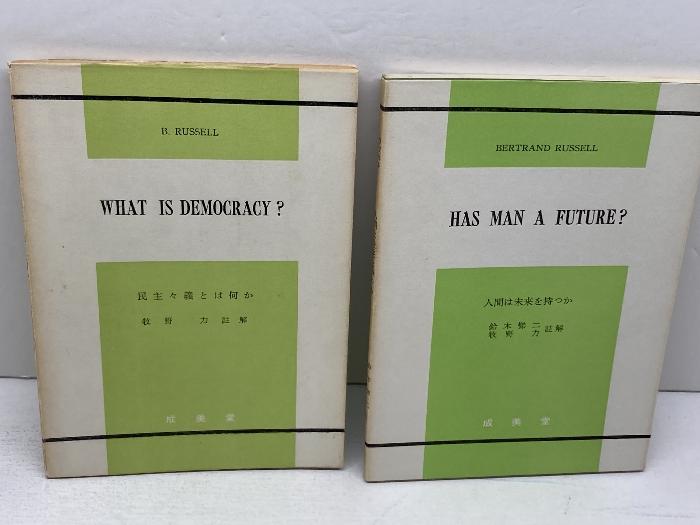 B. RUSSELL
WHAT IS DEMOCRACY?
民主々義とは何か
牧野 力 註解
成美堂
BERTRAND RUSSELL
HAS MAN A FUTURE?
人間は未来を持つか
鈴木 二
牧野 力
註解
成美堂